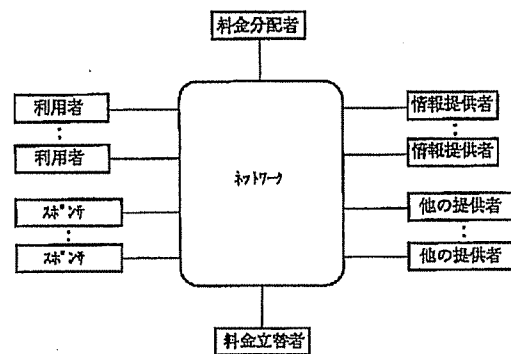 料金分配者
利用者
利用者
スポンサ
スポンサ
ネットワーク
情報提供者
情報提供者
他の提供者
他の提供者
料金立替者